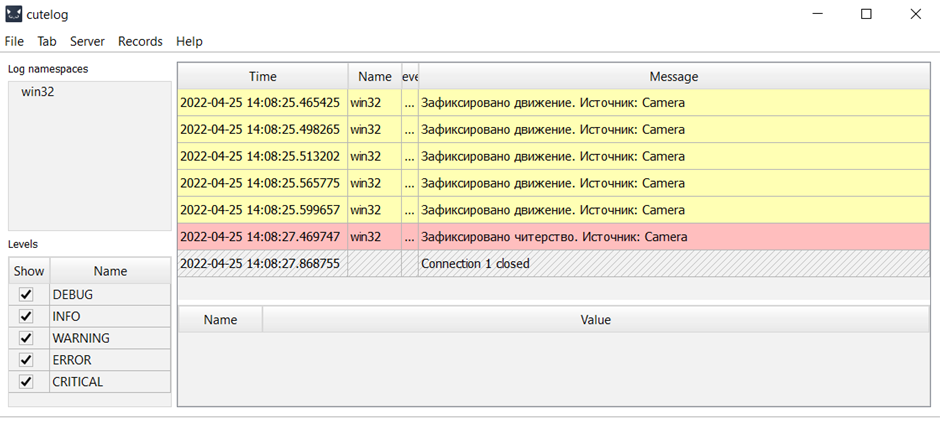 cutelog
File Tab Server Records Help
Log namespaces
win32
Time Name eve Message
2022-04-25 14:08:25.465425 win32 ... Зафиксировано движение. Источник: Camera
2022-04-25 14:08:25.498265 win32 ... Зафиксировано движение. Источник: Camera
2022-04-25 14:08:25.513202 win32 ... Зафиксировано движение. Источник: Camera
2022-04-25 14:08:25.565775 win32 ... Зафиксировано движение. Источник: Camera
2022-04-25 14:08:25.599657 win32 ... Зафиксировано движение. Источник: Camera
2022-04-25 14:08:27.469747 win32 ... Зафиксировано читерство. Источник: Camera
2022-04-25 14:08:27.868755 Connection 1 closed
Levels
Show Name
DEBUG
INFO
WARNING
ERROR
CRITICAL
Name Value